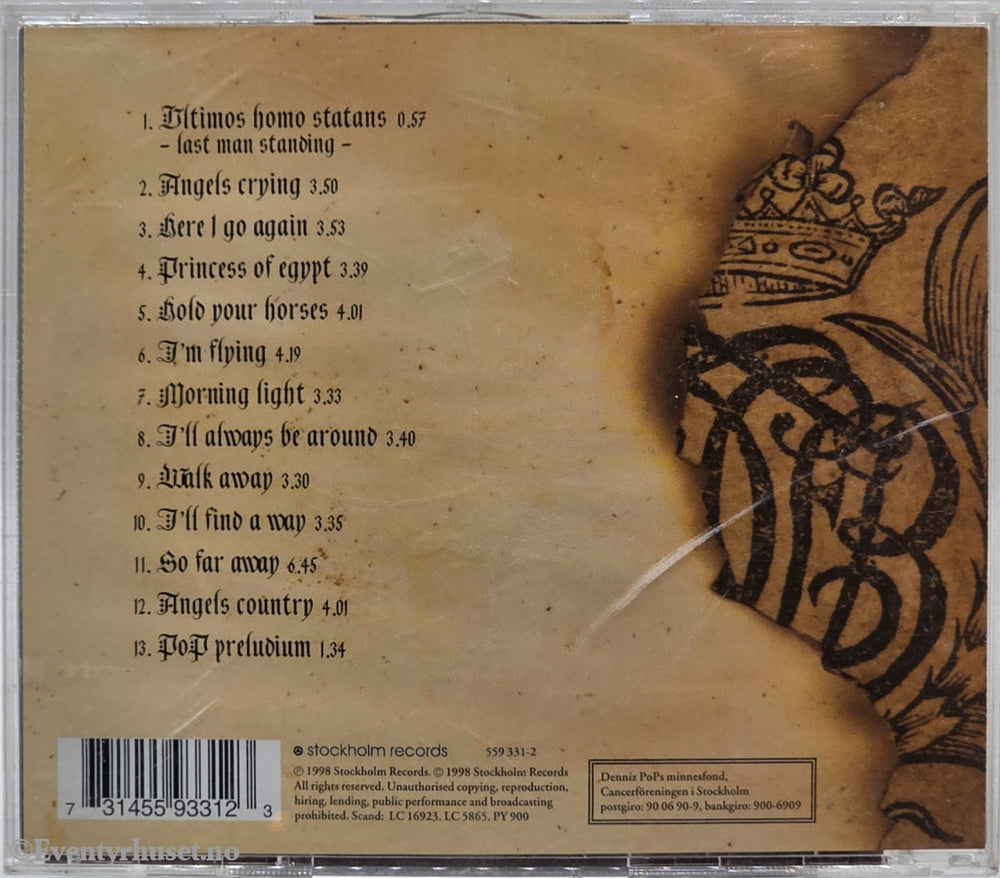 1. Ultimos homo statans 0.57
- last man standing -
2. Angels crying 3.50
3. Here I go again 3.53
4. Princess of egypt 3.39
5. Hold your horses 4.01
6. I'm flying 4.19
7. Morning light 3.33
8. I'll always be around 3.40
9. Walk away 3.30
10. I'll find a way 3.35
11. So far away 6.45
12. Angels country 4.01
13. PoP preludium 1.34
stockholm records 559 331-2
℗ 1998 Stockholm Records. © 1998 Stockholm Records
All rights reserved. Unauthorised copying, reproduction,
hiring, lending, public performance and broadcasting
prohibited. Scand: LC 16923. LC 5865. PY 900
Denniz PoPs minnesfond,
Cancerföreningen i Stockholm
postgiro: 90 06 90-9, bankgiro: 900-6909
7 31455 93312 3
©Eventyrhuset.no